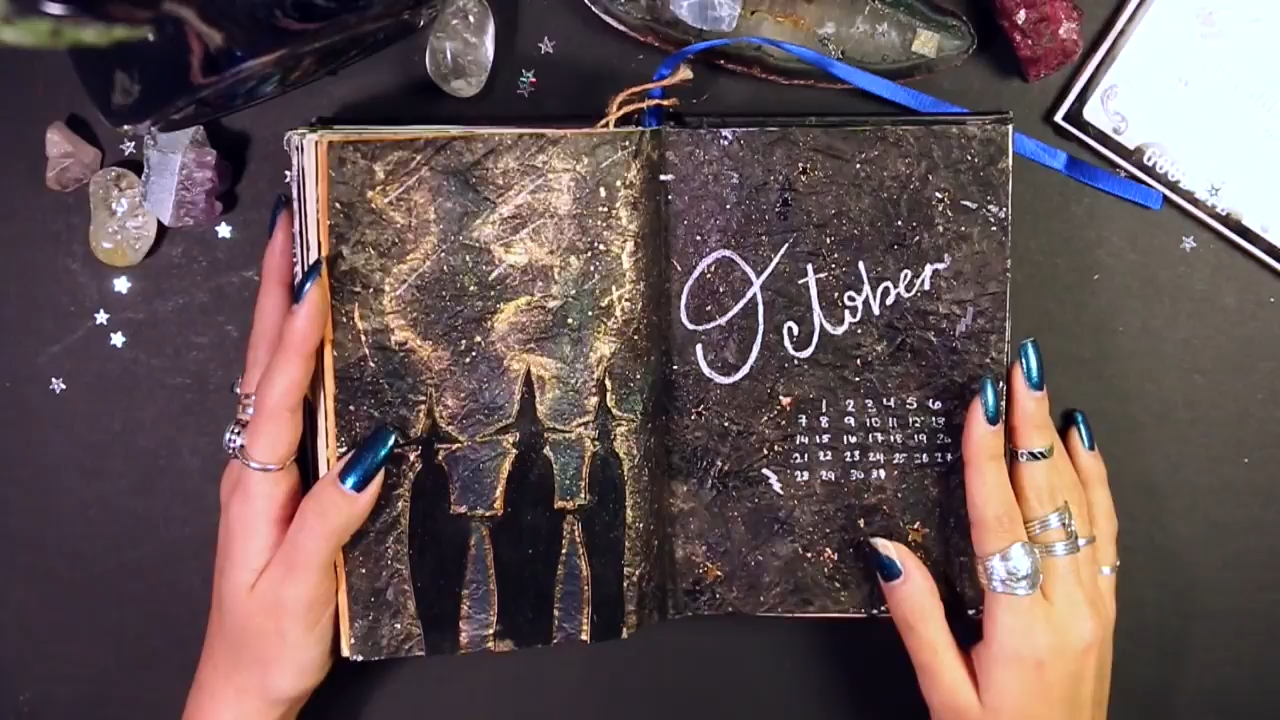 October
1 2 3 4 5 6
7 8 9 10 11 12 13
14 15 16 17 18 19 20
21 22 23 24 25 26 27
28 29 30 31